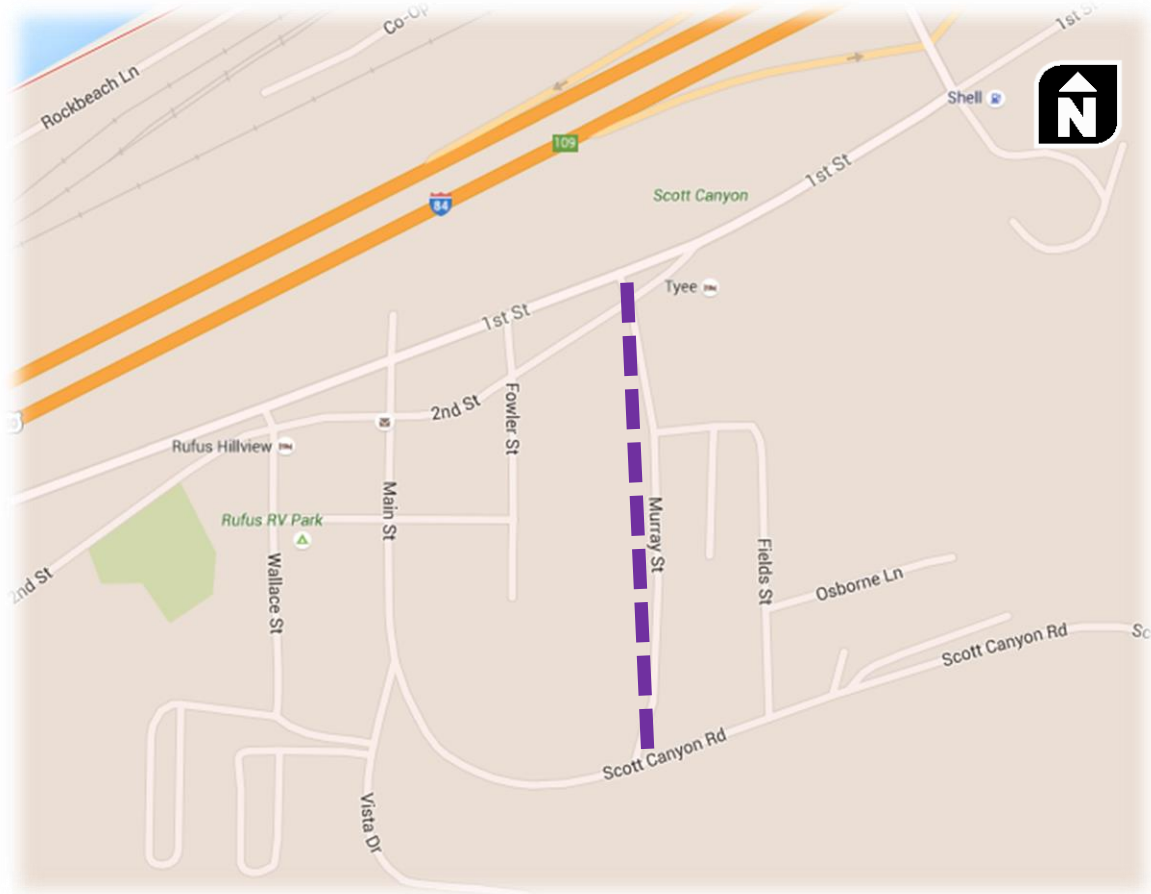 Co-Op
1st St
Rockbeach Ln
N
Shell
109
1st St
84
Scott Canyon
Tyee
1st St
Fowler St
2nd St
Rufus Hillview
Main St
Murray St
Rufus RV Park
Wallace St
Fields St
Osborne Ln
2nd St
Scott Canyon Rd
Sc
Scott Canyon Rd
Vista Dr